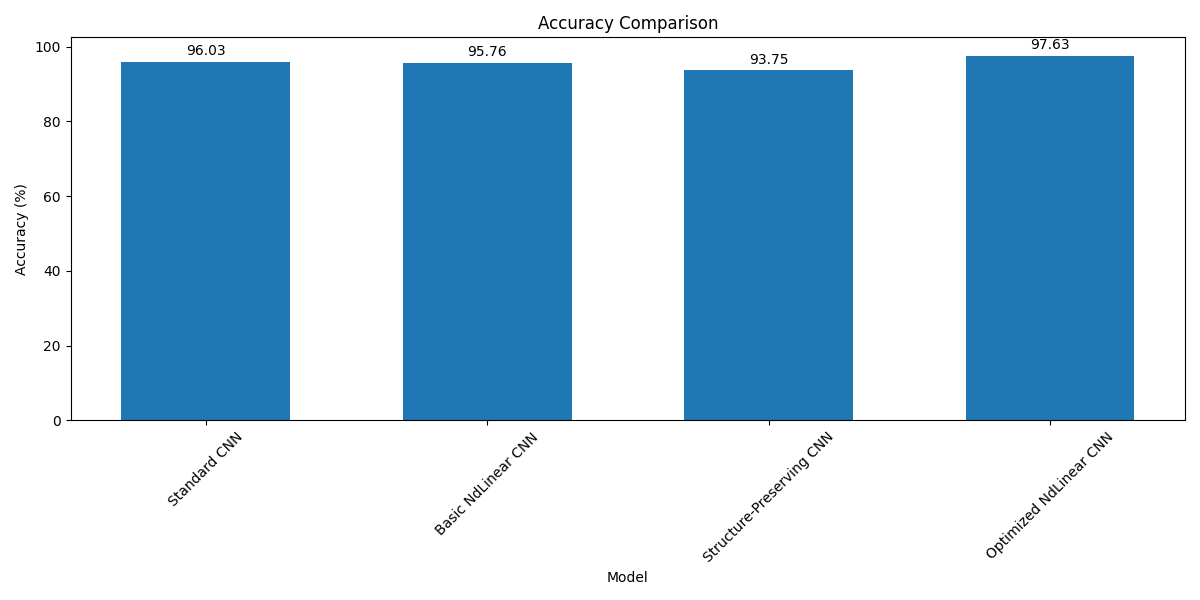 Accuracy Comparison
Accuracy (%)
100
80
60
40
20
0
96.03
95.76
93.75
97.63
Standard CNN
Basic NdLinear CNN
Structure-Preserving CNN
Optimized NdLinear CNN
Model